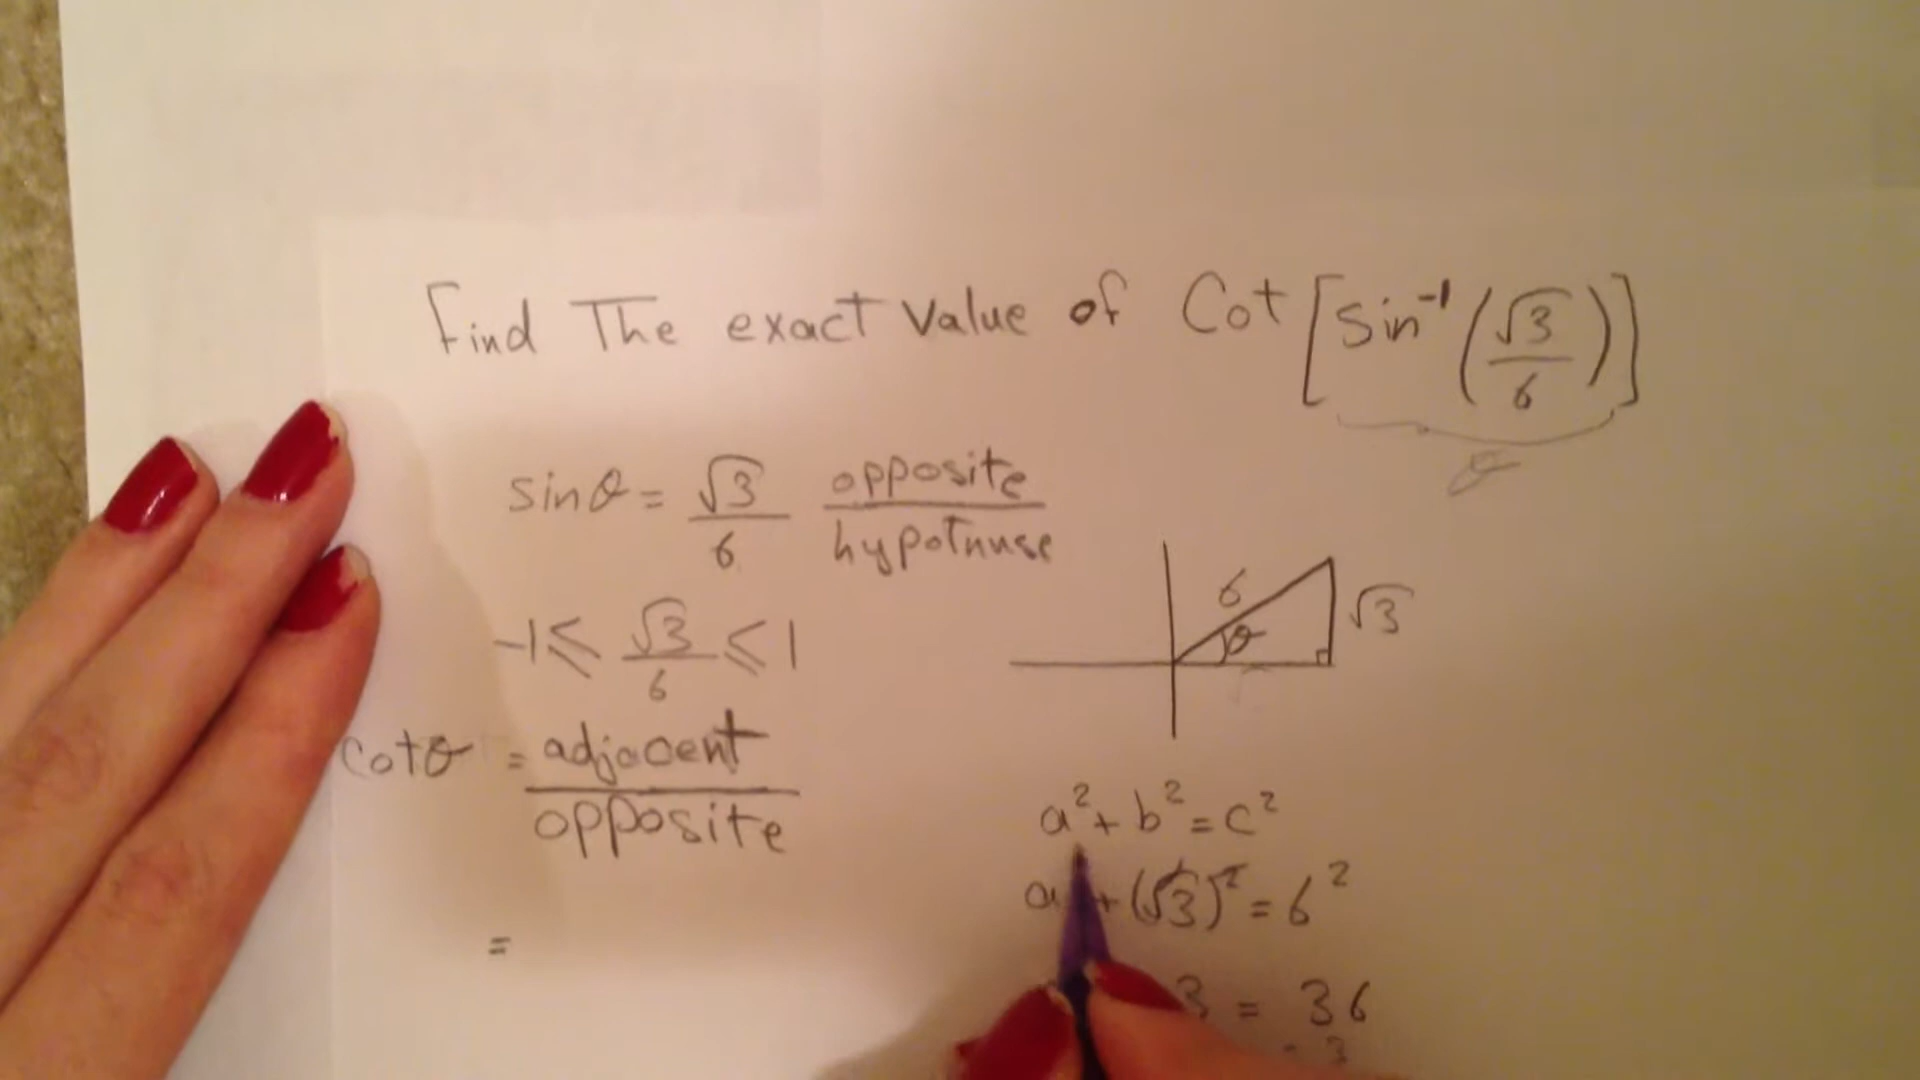 Find The exact value of Cot [Sin⁻¹ (√3/6)]
θ
sinθ = √3/6 opposite/hypotnuse
6 θ √3
-1 ≤ √3/6 ≤ 1
cotθ = adjacent/opposite
a² + b² = c²
a + (√3)² = 6²
=
3 = 36